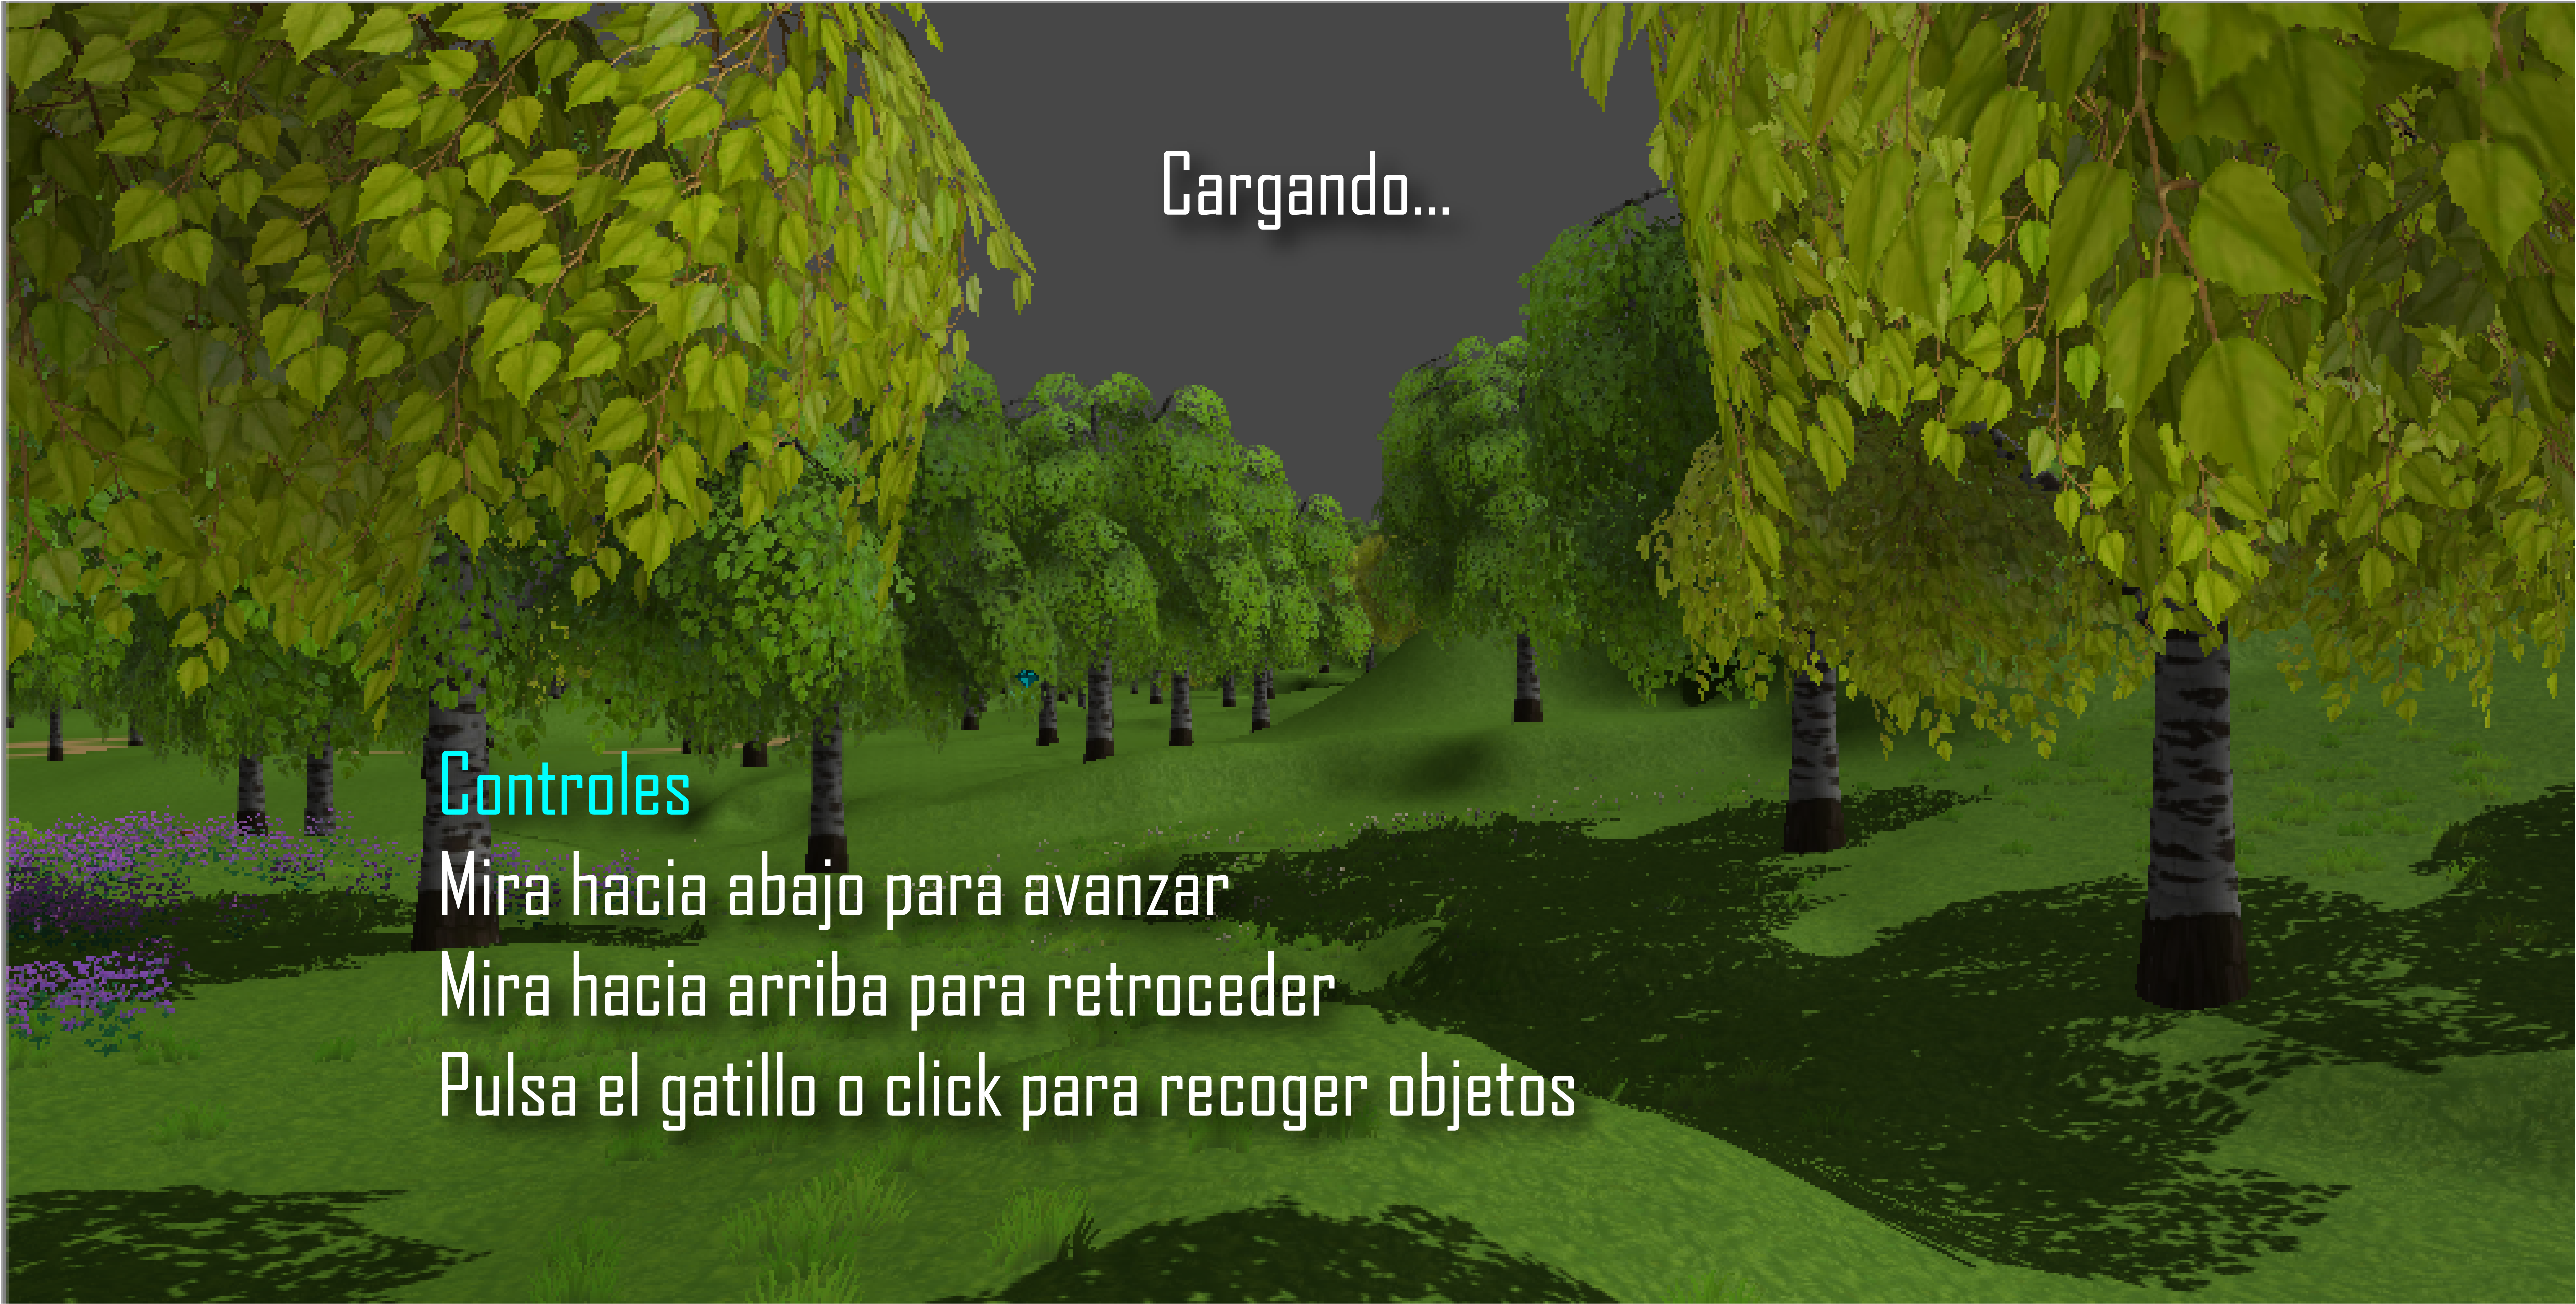 Cargando...
Controles
Mira hacia abajo para avanzar
Mira hacia arriba para retroceder
Pulsa el gatillo o click para recoger objetos